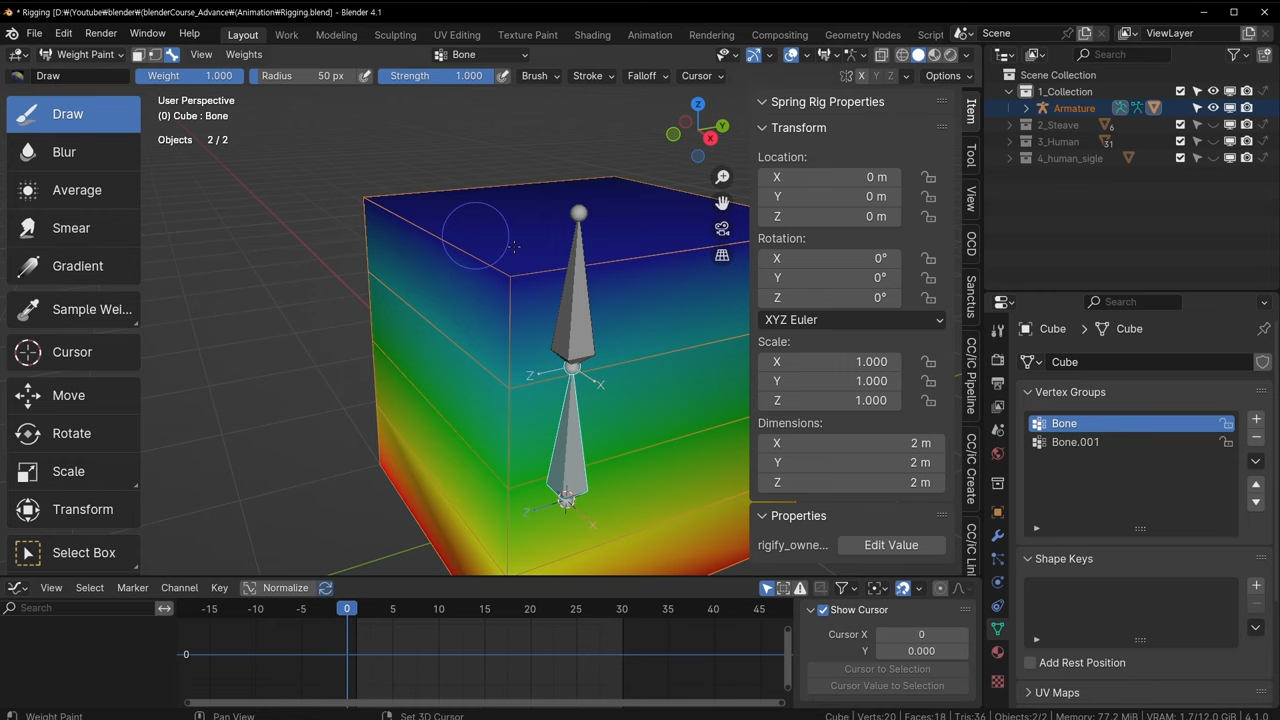 * Rigging [D:₩(Youtube₩blender₩(blenderCourse_Advance₩(Animation₩Rigging.blend] - Blender 4.1
File Edit Render Window Help Layout Modeling Sculpting UV Editing Texture Paint Shading Animation Rendering Compositing Geometry Nodes Script Scene ViewLayer
Weight Paint View Weights Bone
Draw Weight 1.000 Radius 50 px Strength 1.000 Brush Stroke Falloff Cursor X Y Z Options
Search
Scene Collection
1_Collection
Armature
2_Steave 6
3_Human 31
4_human_sigle
Draw
Blur
Average
Smear
Gradient
Sample Wei...
Cursor
Move
Rotate
Scale
Transform
Select Box
User Perspective
(0) Cube : Bone
Objects 2 / 2
Z
Y
X
Z X
Z X
Spring Rig Properties
Transform
Location:
X 0 m
Y 0 m
Z 0 m
Rotation:
X 0°
Y 0°
Z 0°
XYZ Euler
Scale:
X 1.000
Y 1.000
Z 1.000
Dimensions:
X 2 m
Y 2 m
Z 2 m
Properties
rigify_owne... Edit Value
Item
Tool
View
OCD
Sanctus
CC/iC Pipeline
CC/iC Create
CC/iC Link
Search
Cube Cube
Cube
Vertex Groups
Bone
Bone.001
Shape Keys
Add Rest Position
UV Maps
View Select Marker Channel Key Normalize
Search
-15 -10 -5 0 5 10 15 20 25 30 35 40 45
0
Show Cursor
Cursor X 0
Y 0.000
Cursor to Selection
Cursor Value to Selection
Weight Paint Pan View Set 3D Cursor Cube | Verts:20 | Faces:18 | Tris:36 | Objects:2/2 | Memory: 77.2 MiB | VRAM: 1.7/12.0 GiB | 4.1.0